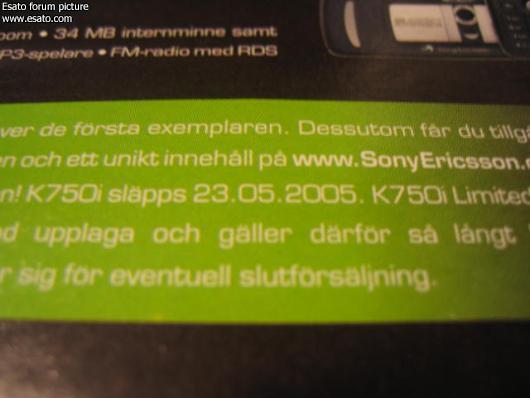 Esato forum picture
www.esato.com
oom • 34 MB internminne samt
P3-spelare • FM-radio med RDS
ver de första exemplaren. Dessutom får du tillgå
en och ett unikt innehåll på www.SonyEricsson.
n! K750i släpps 23.05.2005. K750i Limited
d upplaga och gäller därför så långt
r sig för eventuell slutförsäljning.